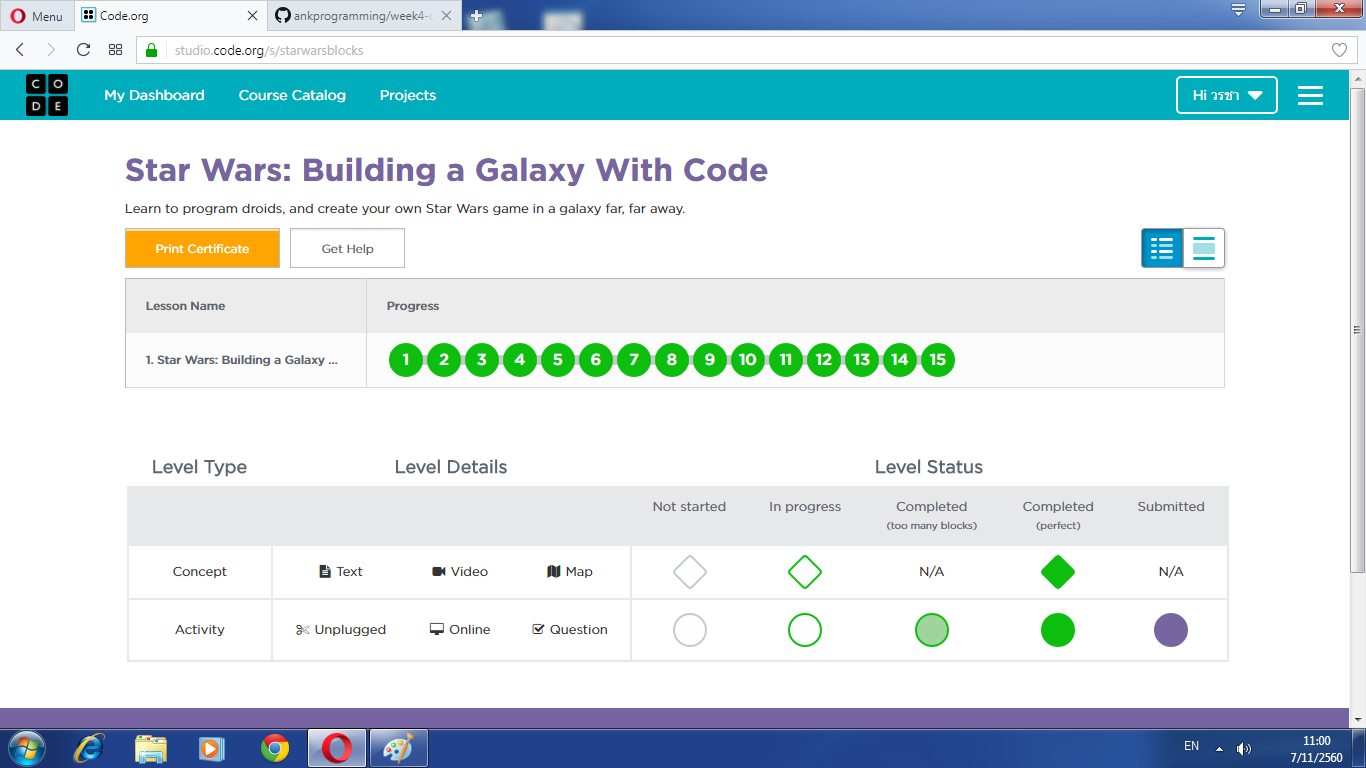 Menu
Code.org
ankprogramming/week4-
studio.code.org/s/starwarsblocks
CODE
My Dashboard
Course Catalog
Projects
Hi วรชา
Star Wars: Building a Galaxy With Code
Learn to program droids, and create your own Star Wars game in a galaxy far, far away.
Print Certificate
Get Help
Lesson Name
Progress
1. Star Wars: Building a Galaxy ...
1 2 3 4 5 6 7 8 9 10 11 12 13 14 15
Level Type
Level Details
Level Status
Not started
In progress
Completed
(too many blocks)
Completed
(perfect)
Submitted
Concept
Text
Video
Map
N/A
N/A
Activity
Unplugged
Online
Question
EN
11:00
7/11/2560